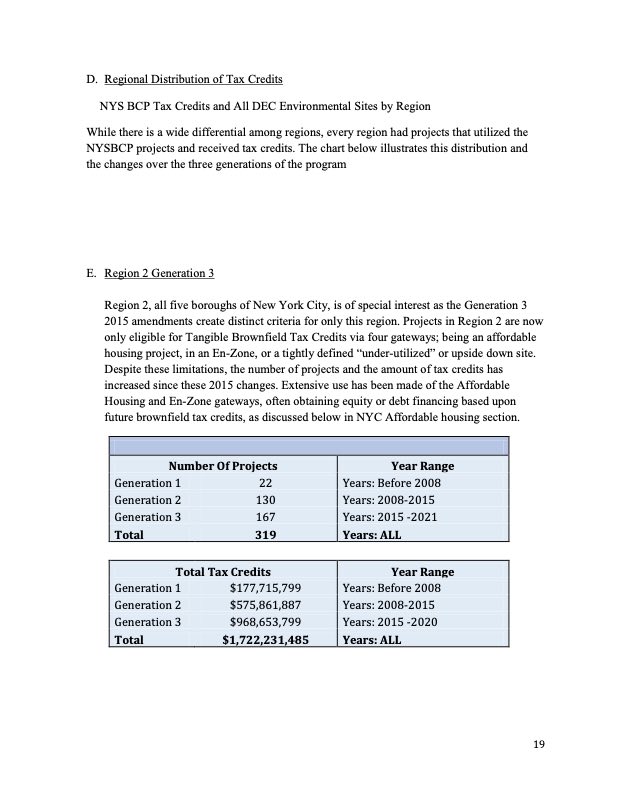 D. Regional Distribution of Tax Credits
NYS BCP Tax Credits and All DEC Environmental Sites by Region
While there is a wide differential among regions, every region had projects that utilized the
NYSBCP projects and received tax credits. The chart below illustrates this distribution and
the changes over the three generations of the program
E. Region 2 Generation 3
Region 2, all five boroughs of New York City, is of special interest as the Generation 3
2015 amendments create distinct criteria for only this region. Projects in Region 2 are now
only eligible for Tangible Brownfield Tax Credits via four gateways; being an affordable
housing project, in an En-Zone, or a tightly defined “under-utilized” or upside down site.
Despite these limitations, the number of projects and the amount of tax credits has
increased since these 2015 changes. Extensive use has been made of the Affordable
Housing and En-Zone gateways, often obtaining equity or debt financing based upon
future brownfield tax credits, as discussed below in NYC Affordable housing section.
Number Of Projects Year Range
Generation 1 22 Years: Before 2008
Generation 2 130 Years: 2008-2015
Generation 3 167 Years: 2015 -2021
Total 319 Years: ALL
Total Tax Credits Year Range
Generation 1 $177,715,799 Years: Before 2008
Generation 2 $575,861,887 Years: 2008-2015
Generation 3 $968,653,799 Years: 2015 -2020
Total $1,722,231,485 Years: ALL
19